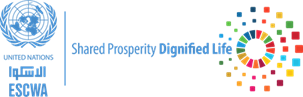 UNITED NATIONS
الاسكوا
ESCWA
Shared Prosperity Dignified Life